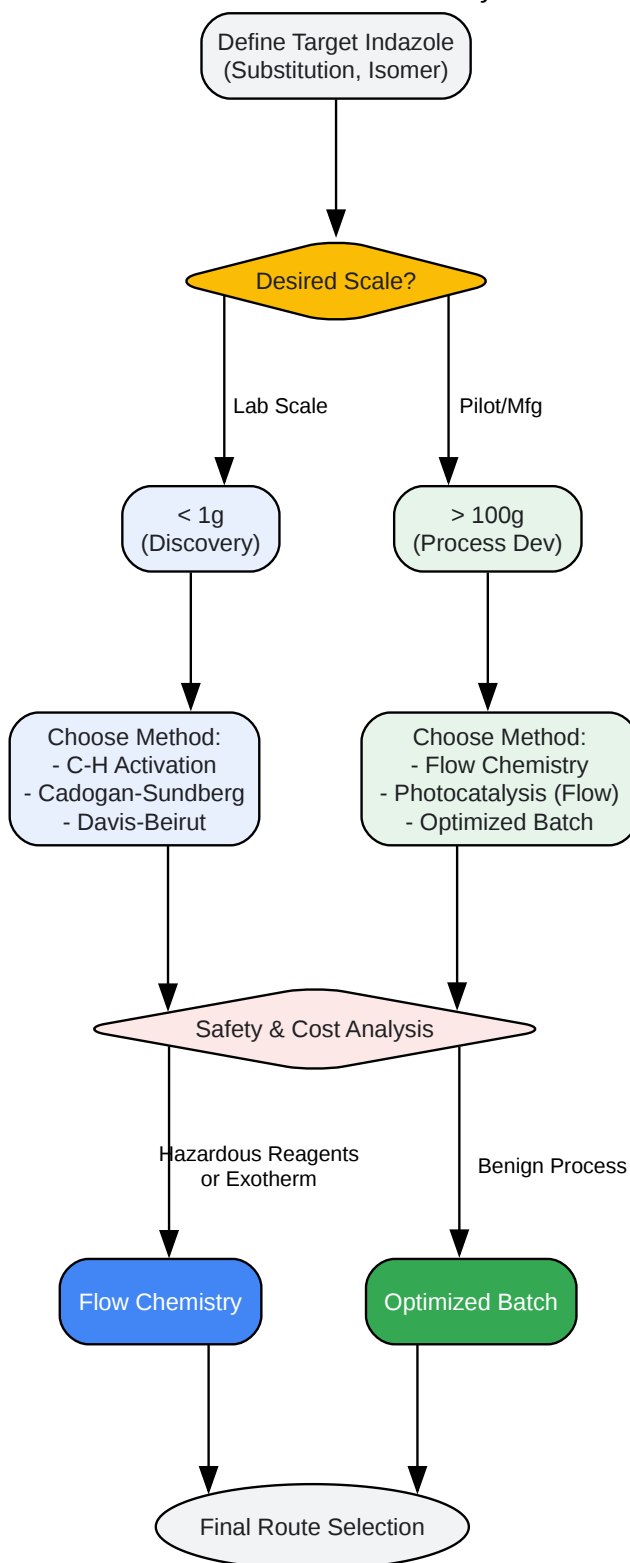 Define Target Indazole
(Substitution, Isomer)
Desired Scale?
Lab Scale
Pilot/Mfg
< 1g
(Discovery)
> 100g
(Process Dev)
Choose Method:
- C-H Activation
- Cadogan-Sundberg
- Davis-Beirut
Choose Method:
- Flow Chemistry
- Photocatalysis (Flow)
- Optimized Batch
Safety & Cost Analysis
Hazardous Reagents
or Exotherm
Benign Process
Flow Chemistry
Optimized Batch
Final Route Selection